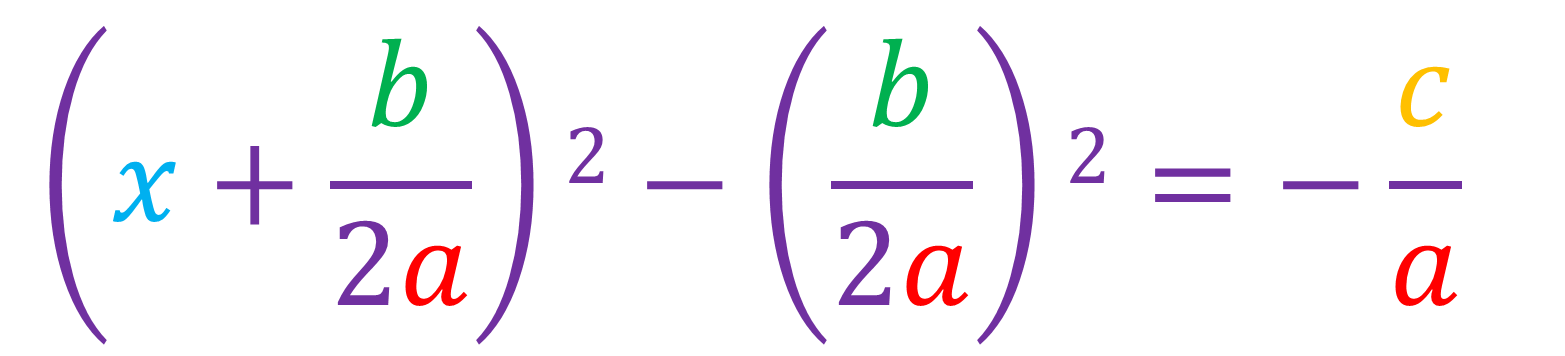 (x + b/2a)² − (b/2a)² = − c/a